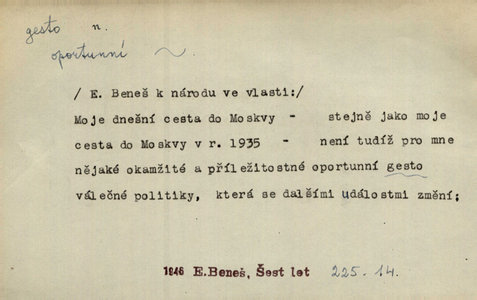 gesto n.
oportunní ~.
/ E. Beneš k národu ve vlasti:/
Moje dnešní cesta do Moskvy - stejně jako moje
cesta do Moskvy v r. 1935 - není tudíž pro mne
nějaké okamžité a příležitostné oportunní gesto
válečné politiky, která se dalšími událostmi změní;
1946 E.Beneš, Šest let 225.14.